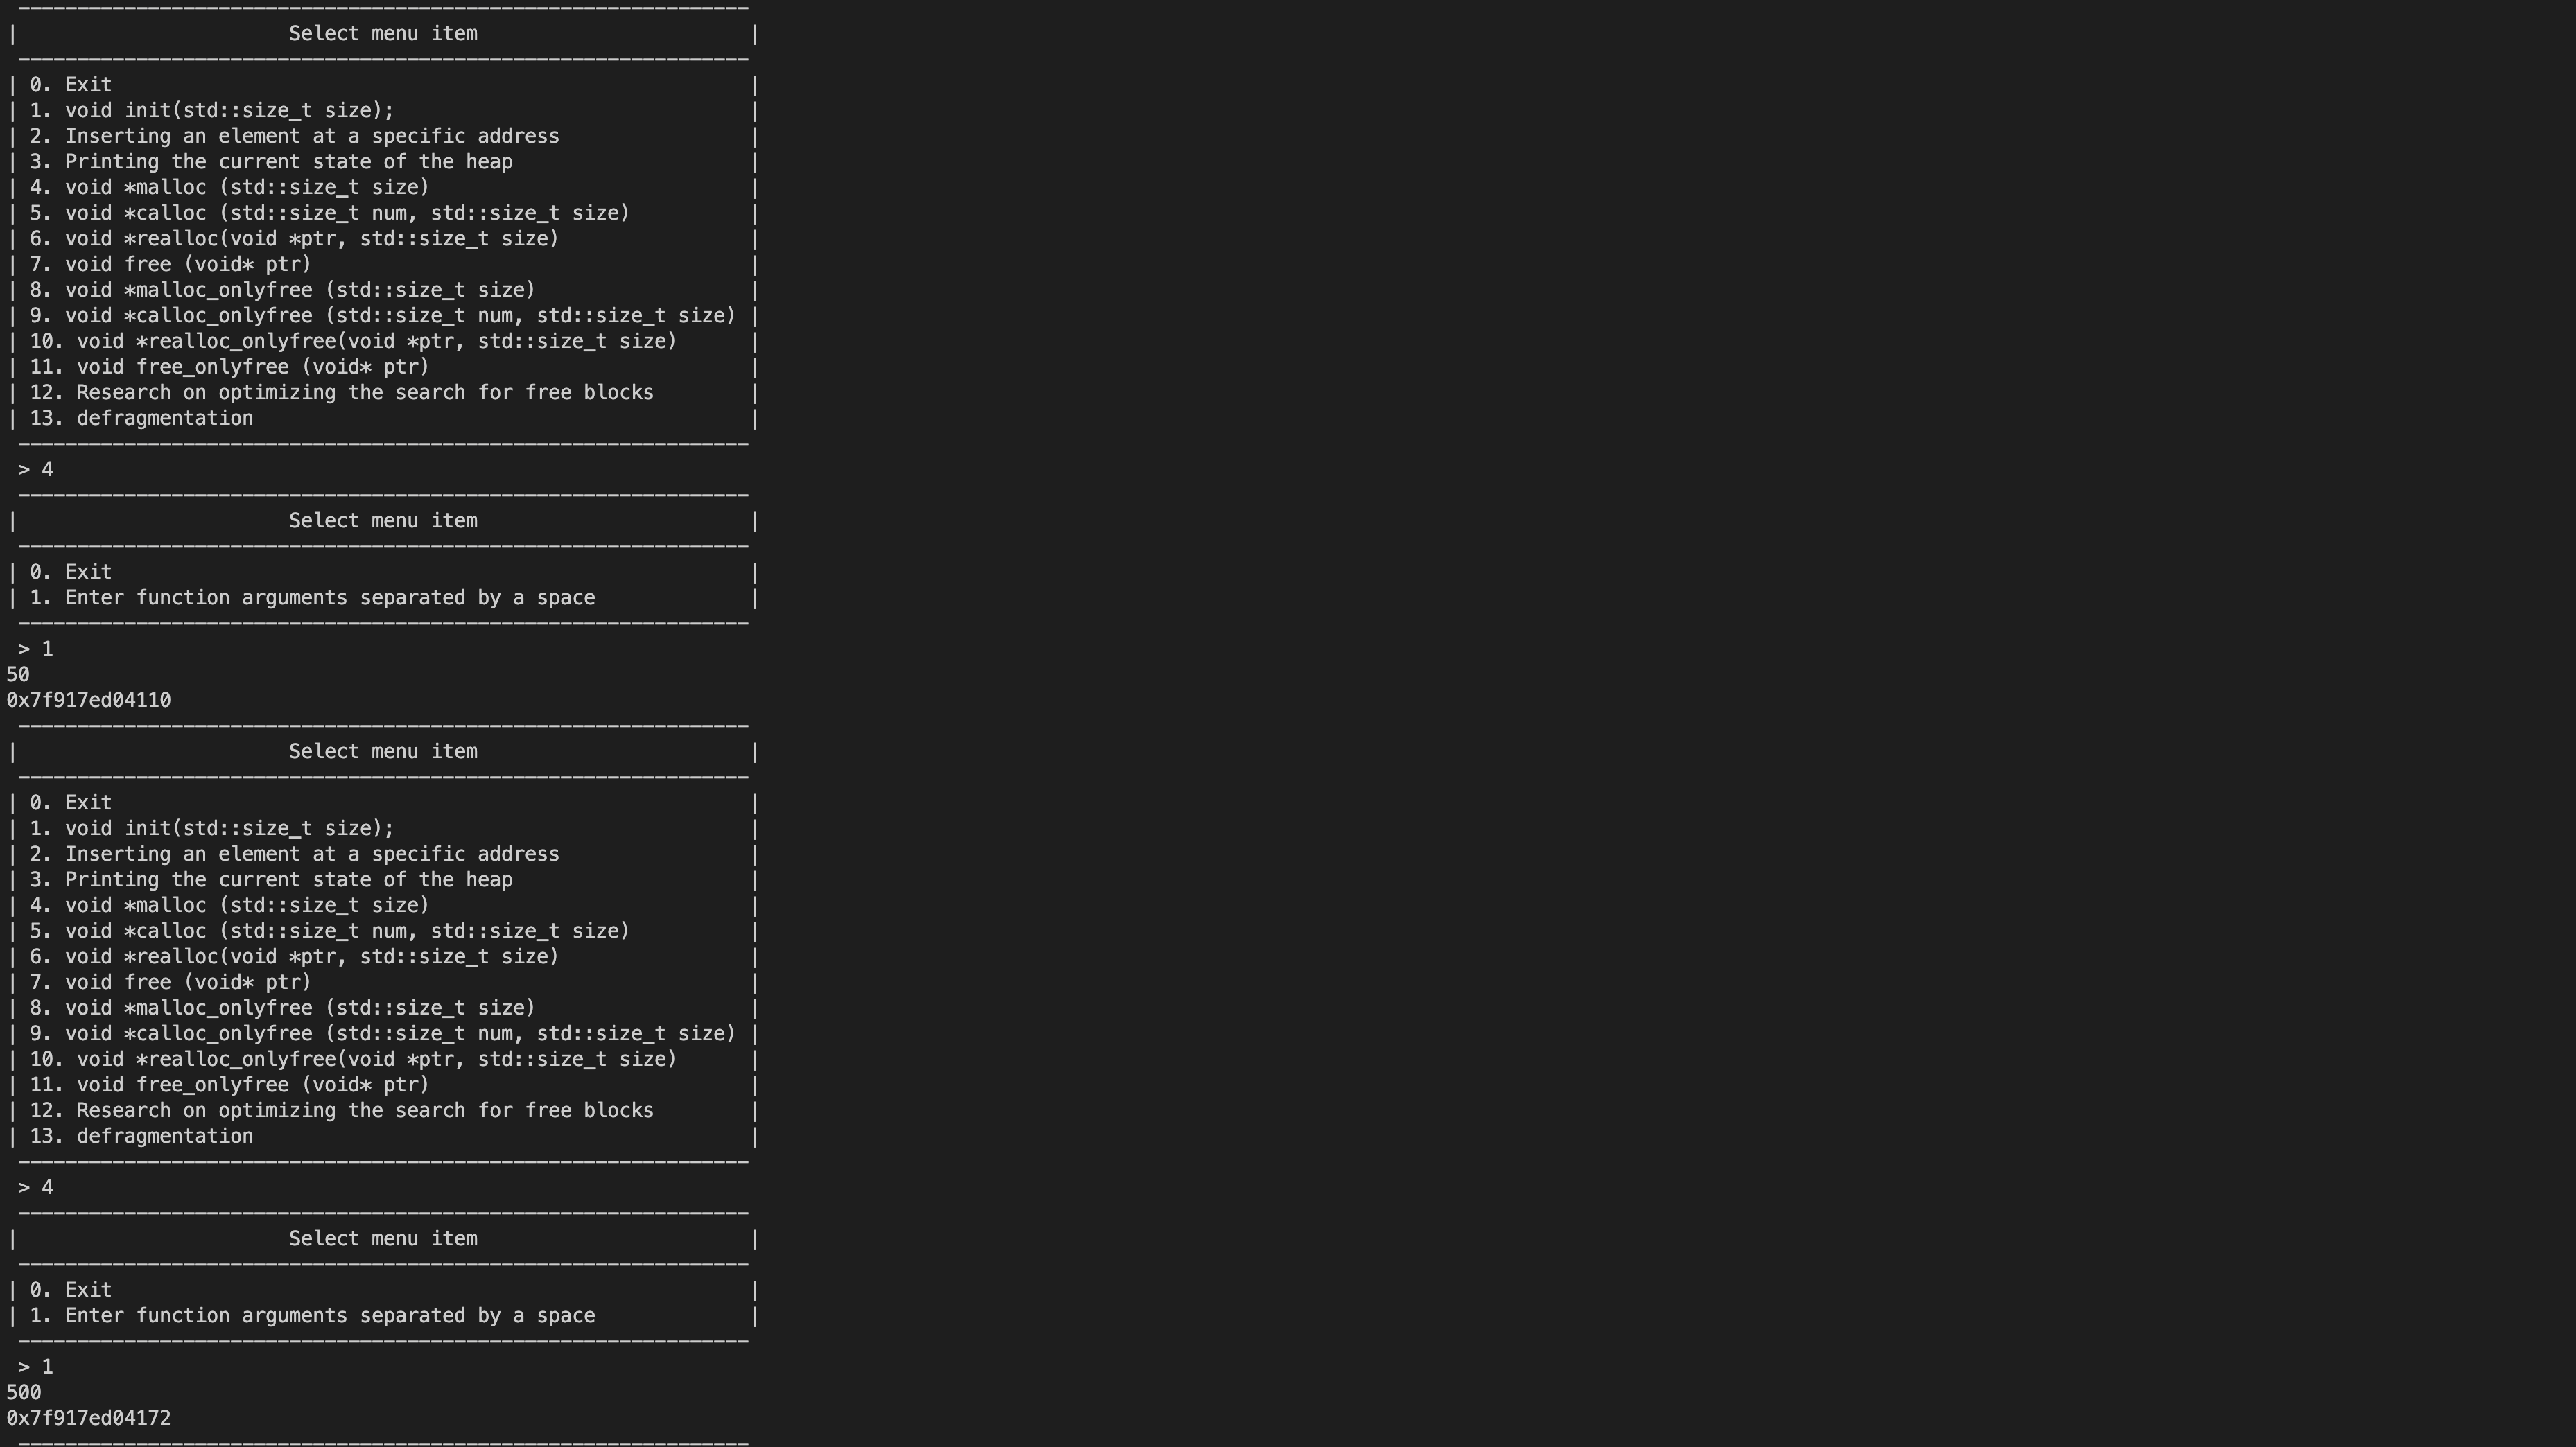 | Select menu item |
| 0. Exit |
| 1. void init(std::size_t size); |
| 2. Inserting an element at a specific address |
| 3. Printing the current state of the heap |
| 4. void *malloc (std::size_t size) |
| 5. void *calloc (std::size_t num, std::size_t size) |
| 6. void *realloc(void *ptr, std::size_t size) |
| 7. void free (void* ptr) |
| 8. void *malloc_onlyfree (std::size_t size) |
| 9. void *calloc_onlyfree (std::size_t num, std::size_t size) |
| 10. void *realloc_onlyfree(void *ptr, std::size_t size) |
| 11. void free_onlyfree (void* ptr) |
| 12. Research on optimizing the search for free blocks |
| 13. defragmentation |
> 4
| Select menu item |
| 0. Exit |
| 1. Enter function arguments separated by a space |
> 1
50
0x7f917ed04110
| Select menu item |
| 0. Exit |
| 1. void init(std::size_t size); |
| 2. Inserting an element at a specific address |
| 3. Printing the current state of the heap |
| 4. void *malloc (std::size_t size) |
| 5. void *calloc (std::size_t num, std::size_t size) |
| 6. void *realloc(void *ptr, std::size_t size) |
| 7. void free (void* ptr) |
| 8. void *malloc_onlyfree (std::size_t size) |
| 9. void *calloc_onlyfree (std::size_t num, std::size_t size) |
| 10. void *realloc_onlyfree(void *ptr, std::size_t size) |
| 11. void free_onlyfree (void* ptr) |
| 12. Research on optimizing the search for free blocks |
| 13. defragmentation |
> 4
| Select menu item |
| 0. Exit |
| 1. Enter function arguments separated by a space |
> 1
500
0x7f917ed04172